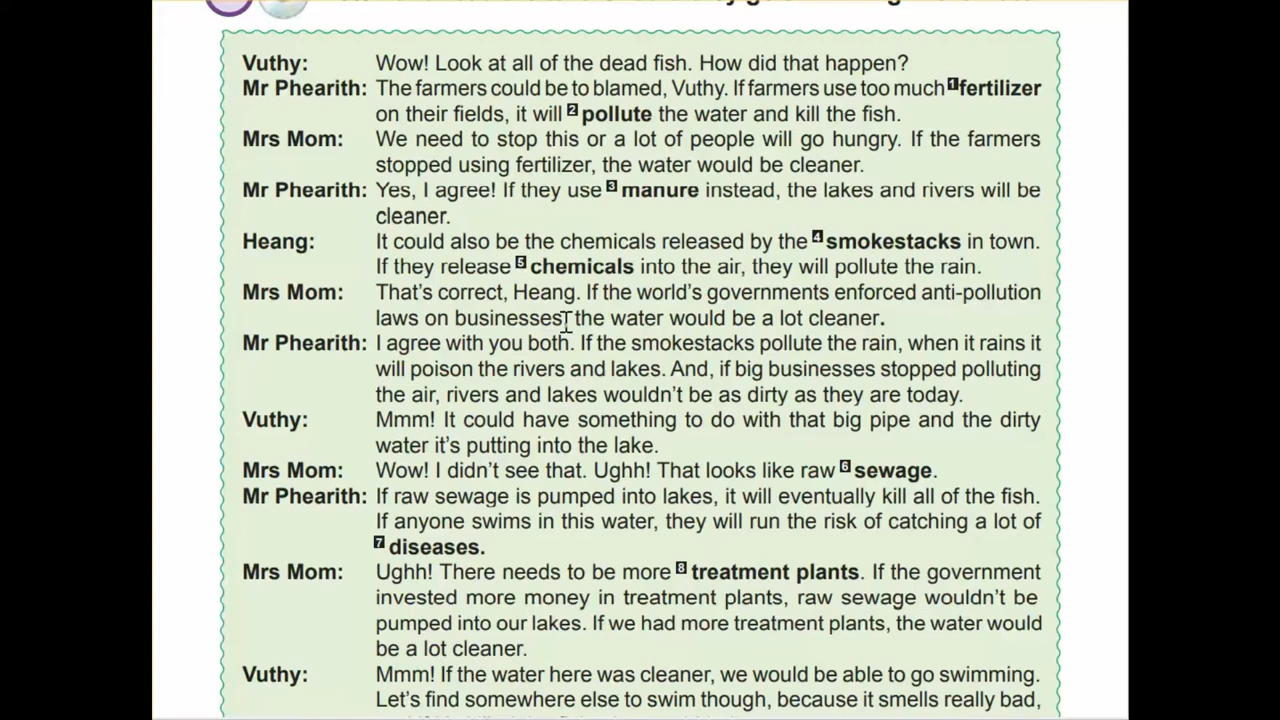 Vuthy: Wow! Look at all of the dead fish. How did that happen?
Mr Phearith: The farmers could be to blamed, Vuthy. If farmers use too much 1 fertilizer
on their fields, it will 2 pollute the water and kill the fish.
Mrs Mom: We need to stop this or a lot of people will go hungry. If the farmers
stopped using fertilizer, the water would be cleaner.
Mr Phearith: Yes, I agree! If they use 3 manure instead, the lakes and rivers will be
cleaner.
Heang: It could also be the chemicals released by the 4 smokestacks in town.
If they release 5 chemicals into the air, they will pollute the rain.
Mrs Mom: That's correct, Heang. If the world's governments enforced anti-pollution
laws on businesses, the water would be a lot cleaner.
Mr Phearith: I agree with you both. If the smokestacks pollute the rain, when it rains it
will poison the rivers and lakes. And, if big businesses stopped polluting
the air, rivers and lakes wouldn't be as dirty as they are today.
Vuthy: Mmm! It could have something to do with that big pipe and the dirty
water it's putting into the lake.
Mrs Mom: Wow! I didn't see that. Ughh! That looks like raw 6 sewage.
Mr Phearith: If raw sewage is pumped into lakes, it will eventually kill all of the fish.
If anyone swims in this water, they will run the risk of catching a lot of
7 diseases.
Mrs Mom: Ughh! There needs to be more 8 treatment plants. If the government
invested more money in treatment plants, raw sewage wouldn't be
pumped into our lakes. If we had more treatment plants, the water would
be a lot cleaner.
Vuthy: Mmm! If the water here was cleaner, we would be able to go swimming.
Let's find somewhere else to swim though, because it smells really bad,